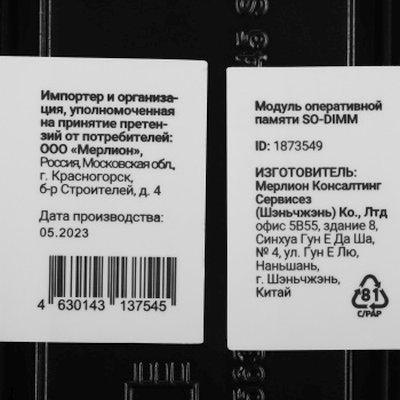 Импортер и организа-
ция, уполномоченная
на принятие претен-
зий от потребителей:
ООО «Мерлион»,
Россия, Московская обл.,
г. Красногорск,
б-р Строителей, д. 4
Дата производства:
05.2023
4 630143 137545
Модуль оперативной
памяти SO-DIMM
ID: 1873549
ИЗГОТОВИТЕЛЬ:
Мерлион Консалтинг
Сервисез
(Шэньчжэнь) Ко., Лтд
офис 5В55, здание 8,
Синхуа Гун Е Да Ша,
№ 4, ул. Гун Е Лю,
Наньшань,
г. Шэньчжэнь,
Китай
81
C/PAP